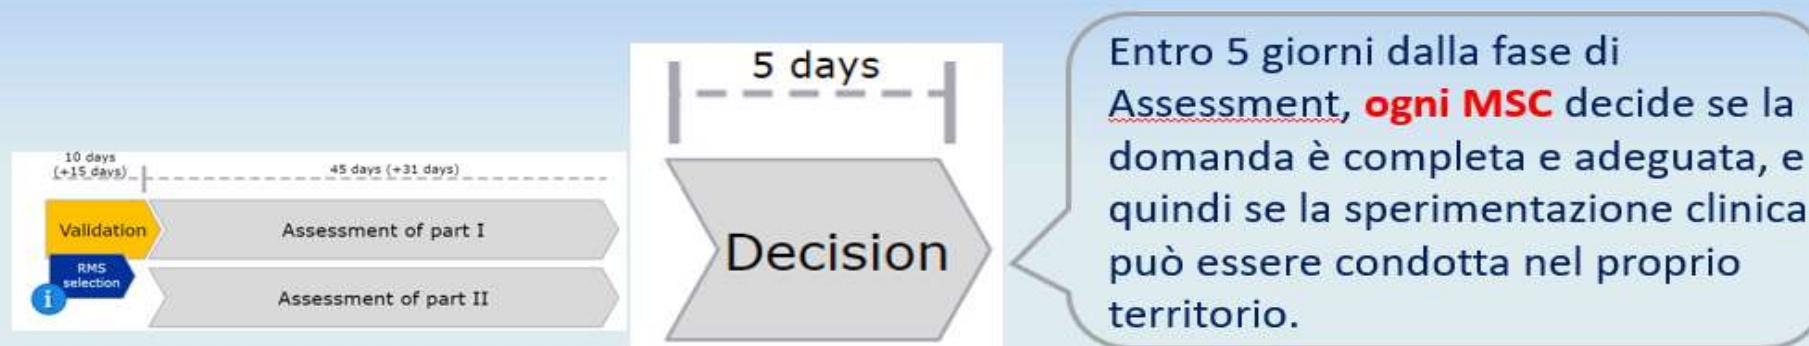 10 days
(+15 days)
45 days (+31 days)
Validation
Assessment of part I
RMS
selection
i
Assessment of part II
5 days
Decision
Entro 5 giorni dalla fase di
Assessment, ogni MSC decide se la
domanda è completa e adeguata, e
quindi se la sperimentazione clinica
può essere condotta nel proprio
territorio.